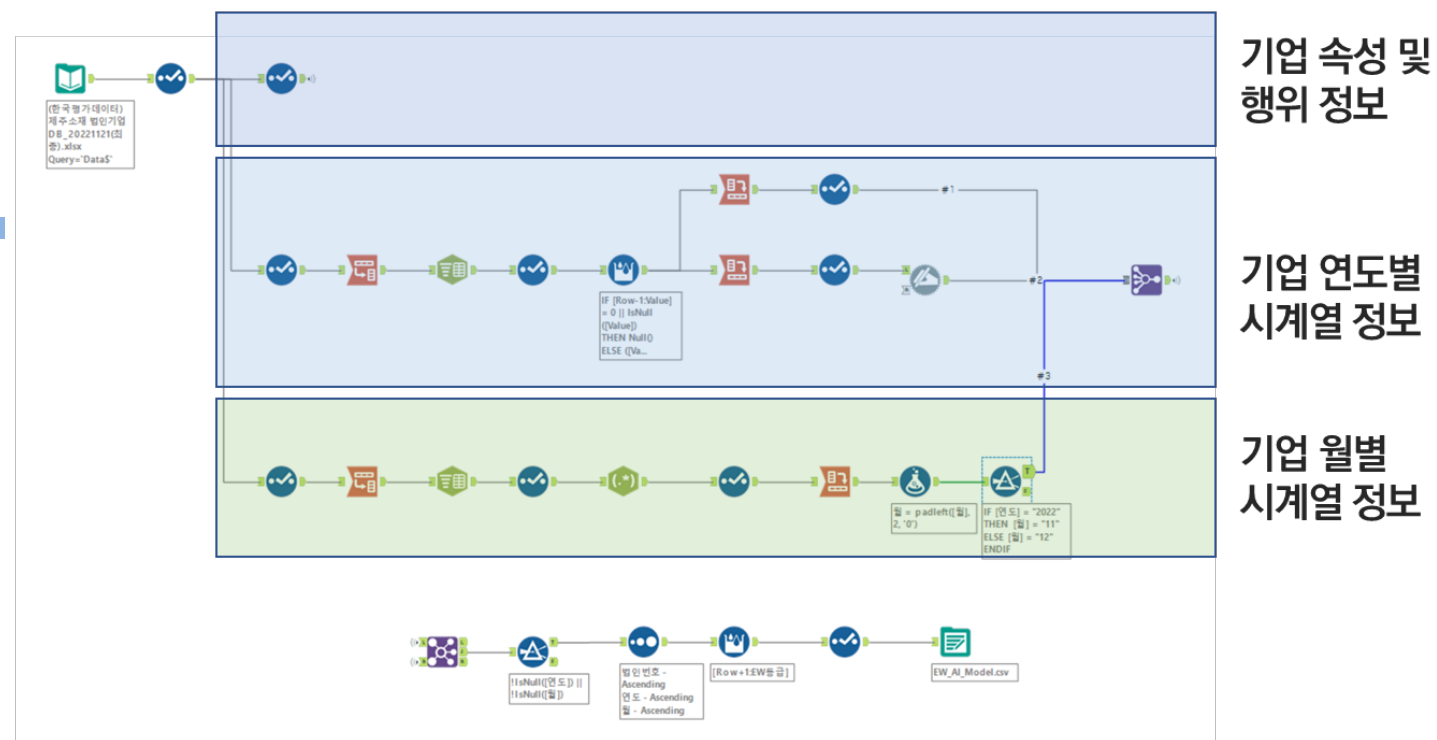 기업 속성 및
행위 정보
(한국평가데이터)
제주소재 법인기업
DB_20221121(최
종).xlsx
Query=`Data$`
#1
기업 연도별
시계열 정보
#2
IF [Row-1:Value]
= 0 || IsNull
([Value])
THEN Null()
ELSE ([Va...
#3
기업 월별
시계열 정보
(.*)
T
F
월 = padleft([월],
2, '0')
IF [연도] = "2022"
THEN [월] = "11"
ELSE [월] = "12"
ENDIF
!IsNull([연도]) ||
!IsNull([월])
법인번호 -
Ascending
연도 - Ascending
월 - Ascending
[Row+1:EW등급]
EW_AI_Model.csv